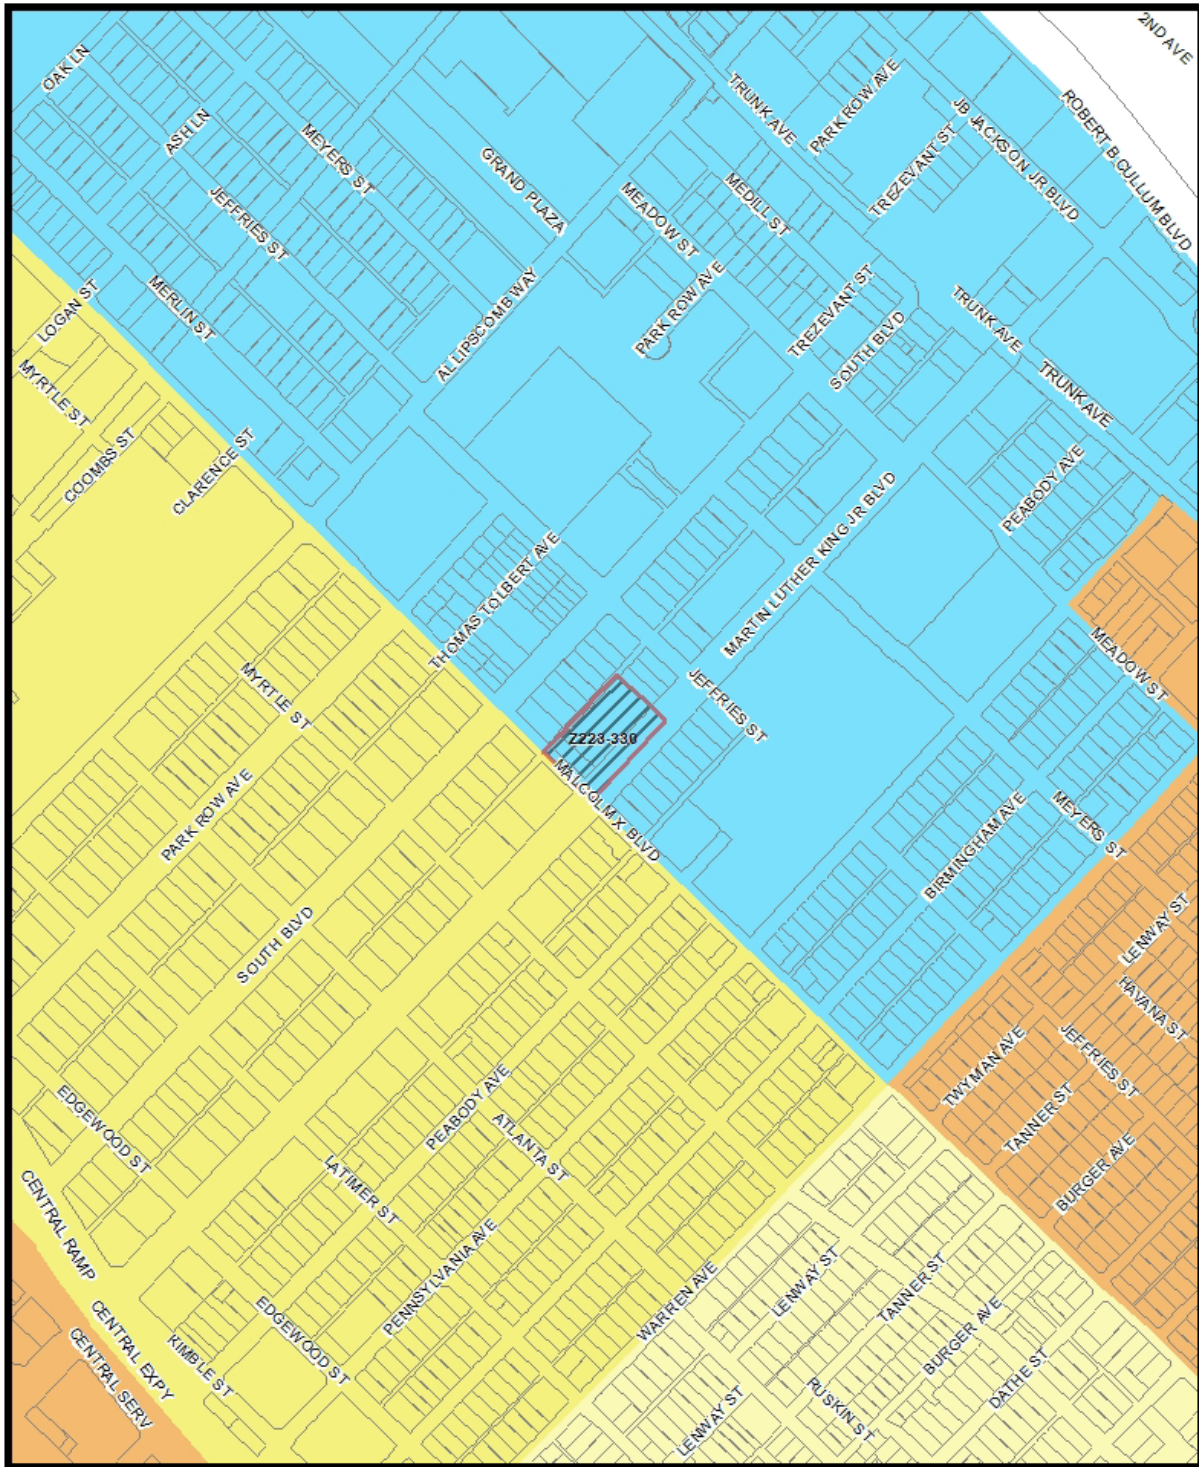 2ND AVE
OAK LN
TRUNK AVE
PARK ROW AVE
ROBERT B CULLUM BLVD
ASH LN
MEYERS ST
GRAND PLAZA
TREZEVANT ST
JB JACKSON JR BLVD
JEFFRIES ST
MEADOW ST
MEDILL ST
LOGAN ST
MERLIN ST
AL LIPSCOMB WAY
PARK ROW AVE
TREZEVANT ST
SOUTH BLVD
TRUNK AVE
MYRTLE ST
TRUNK AVE
COOMBS ST
CLARENCE ST
PEABODY AVE
THOMAS TOLBERT AVE
MARTIN LUTHER KING JR BLVD
MYRTLE ST
JEFFRIES ST
MEADOW ST
Z223-330
MALCOLM X BLVD
PARK ROW AVE
BIRMINGHAM AVE
MEYERS ST
SOUTH BLVD
LENWAY ST
HAVANA ST
TWYMAN AVE
JEFFRIES ST
EDGEWOOD ST
PEABODY AVE
ATLANTA ST
TANNER ST
BURGER AVE
CENTRAL RAMP
LATIMER ST
PENNSYLVANIA AVE
WARREN AVE
LENWAY ST
TANNER ST
CENTRAL EXPY
CENTRAL SERV
KIMBLE ST
EDGEWOOD ST
BURGER AVE
DATHE ST
LENWAY ST
RUSKIN ST